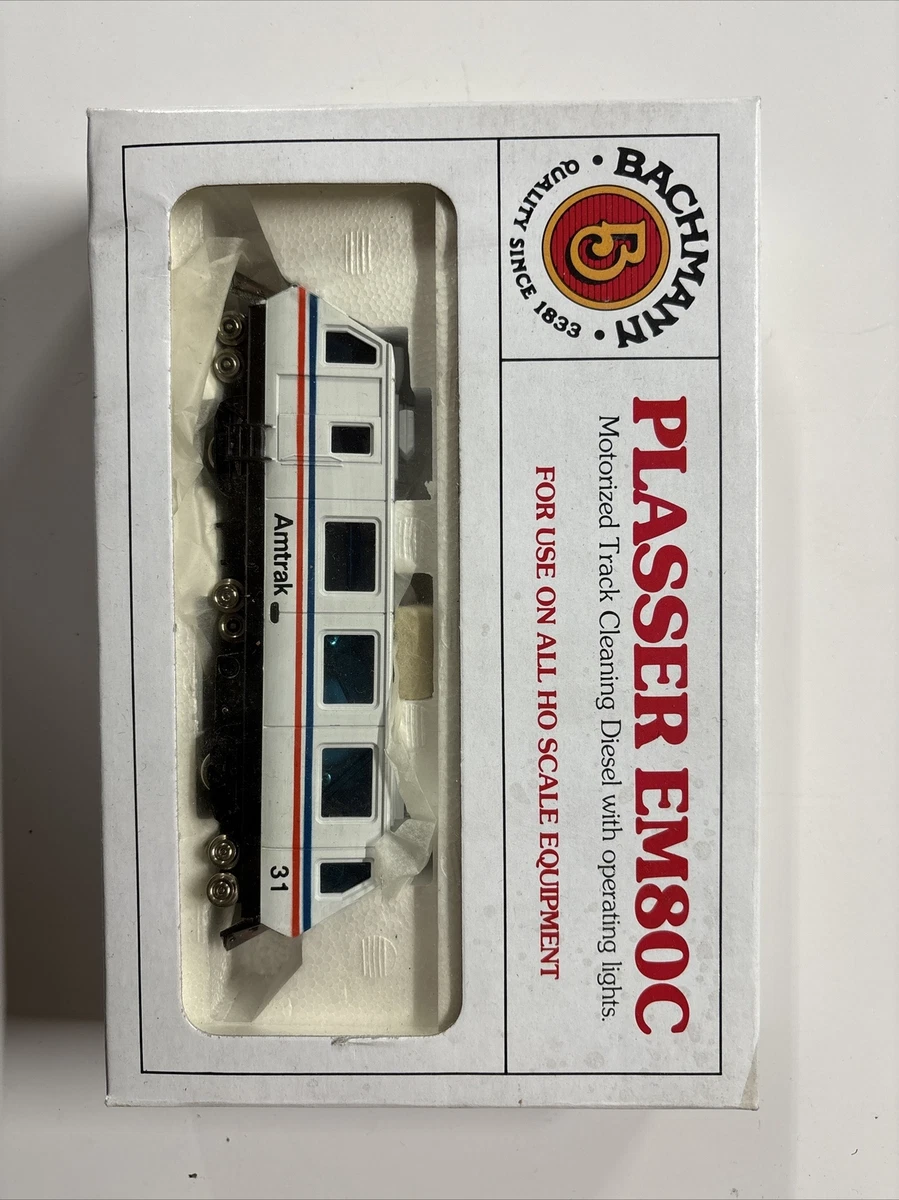 BACHMANN
QUALITY SINCE 1833
B
PLASSER EM80C
Motorized Track Cleaning Diesel with operating lights.
FOR USE ON ALL HO SCALE EQUIPMENT
Amtrak
31